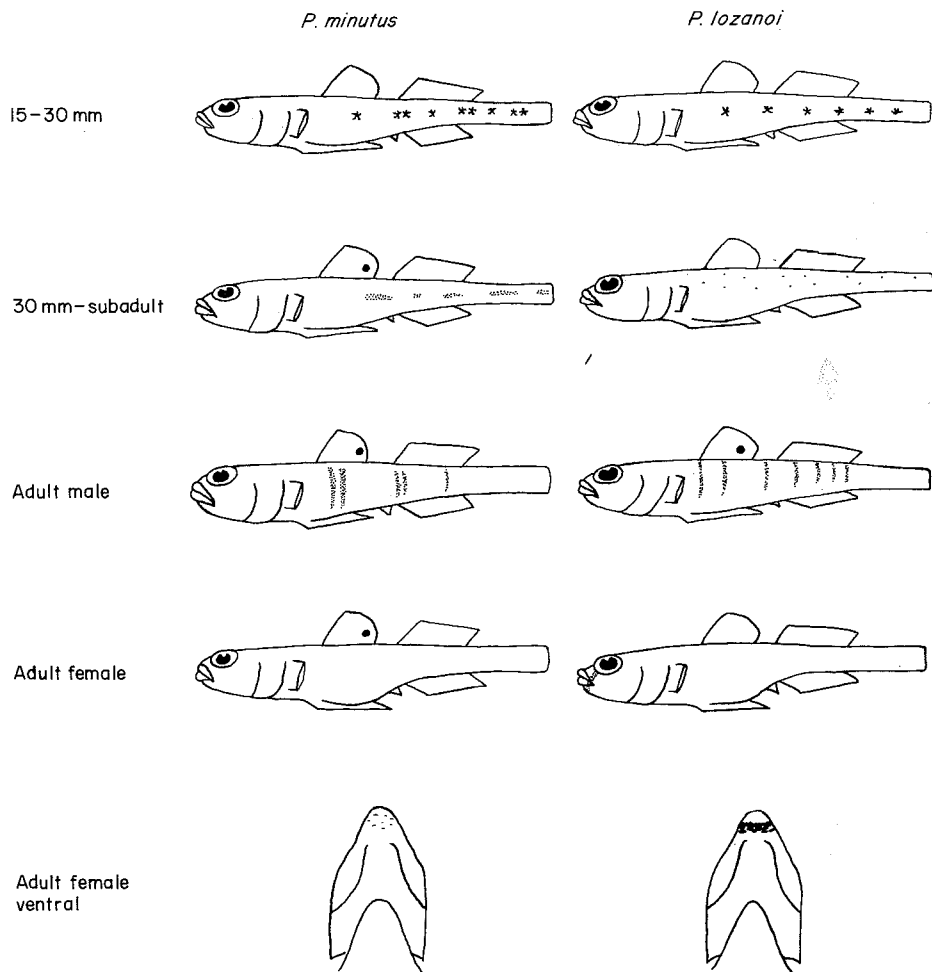 P. minutus
P. lozanoi
15-30 mm
30 mm-subadult
Adult male
Adult female
Adult female
ventral